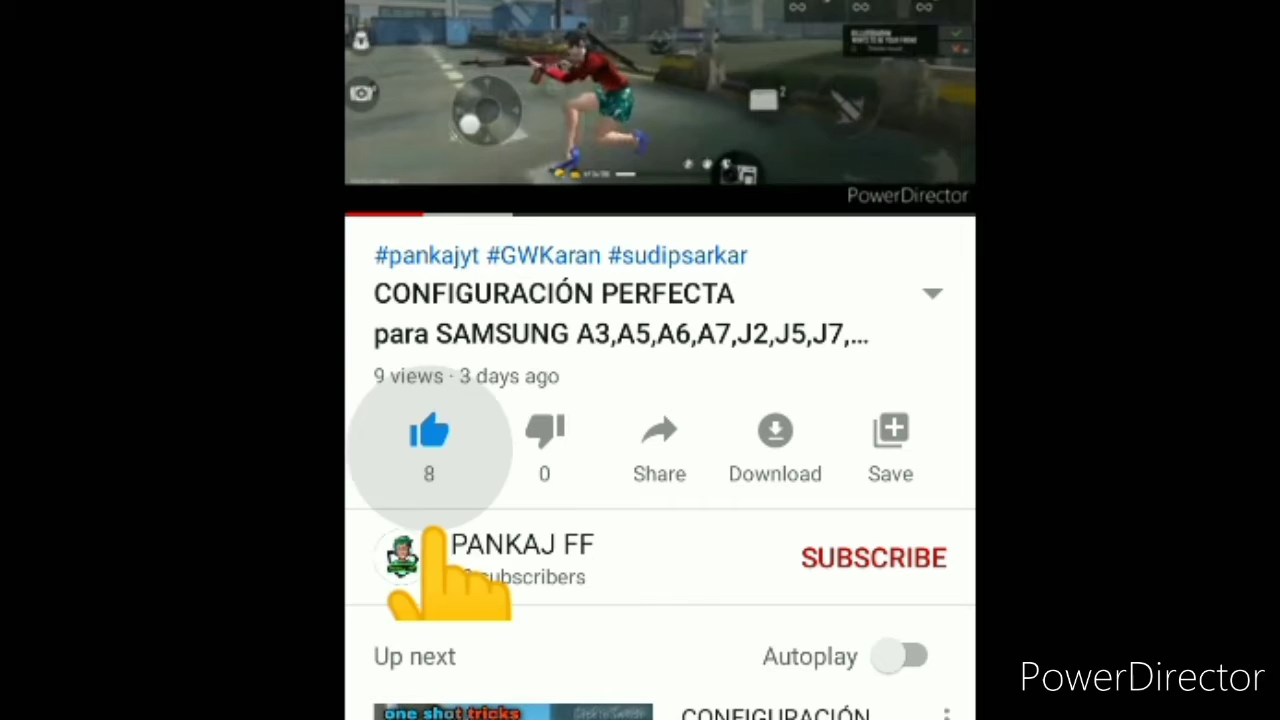 PowerDirector
#pankajyt #GWKaran #sudipsarkar
CONFIGURACIÓN PERFECTA
para SAMSUNG A3,A5,A6,A7,J2,J5,J7,...
9 views · 3 days ago
8
0
Share
Download
Save
PANKAJ FF
subscribers
SUBSCRIBE
Up next
Autoplay
PowerDirector
one shot tricks
CONFIGURACIÓN